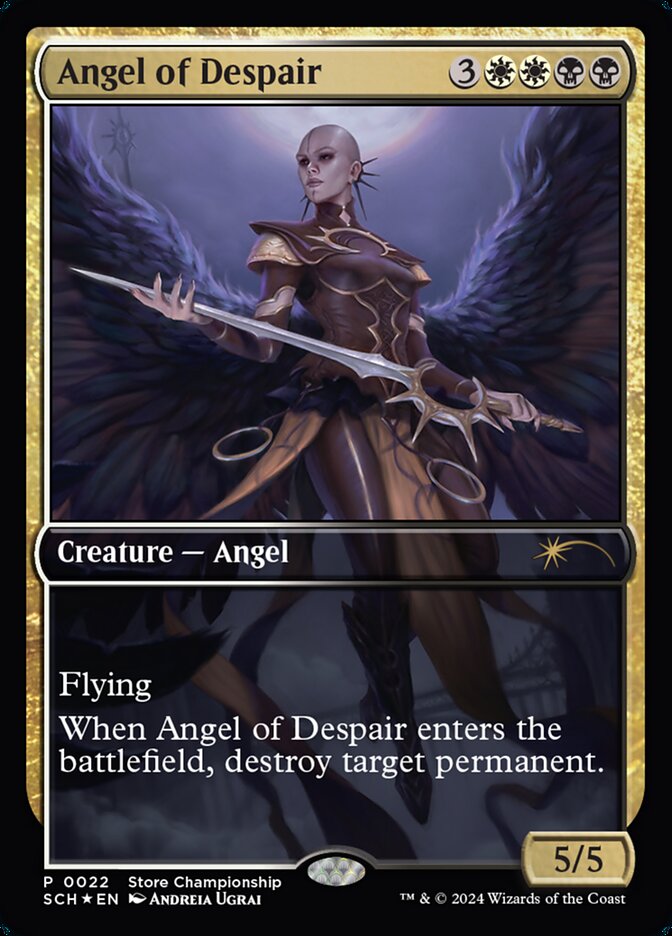 Angel of Despair 3
Creature — Angel
Flying
When Angel of Despair enters the
battlefield, destroy target permanent.
5/5
P 0022 Store Championship
SCH★EN Andreia Ugrai
™ & © 2024 Wizards of the Coast